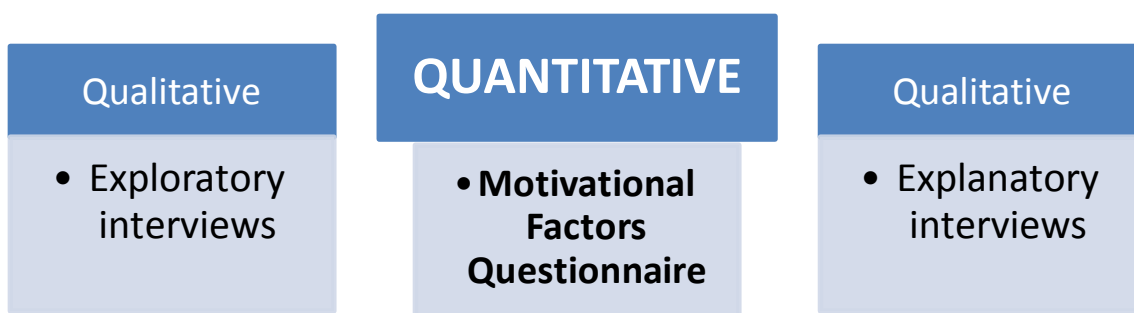 Qualitative
• Exploratory
interviews
QUANTITATIVE
• Motivational
Factors
Questionnaire
Qualitative
• Explanatory
interviews